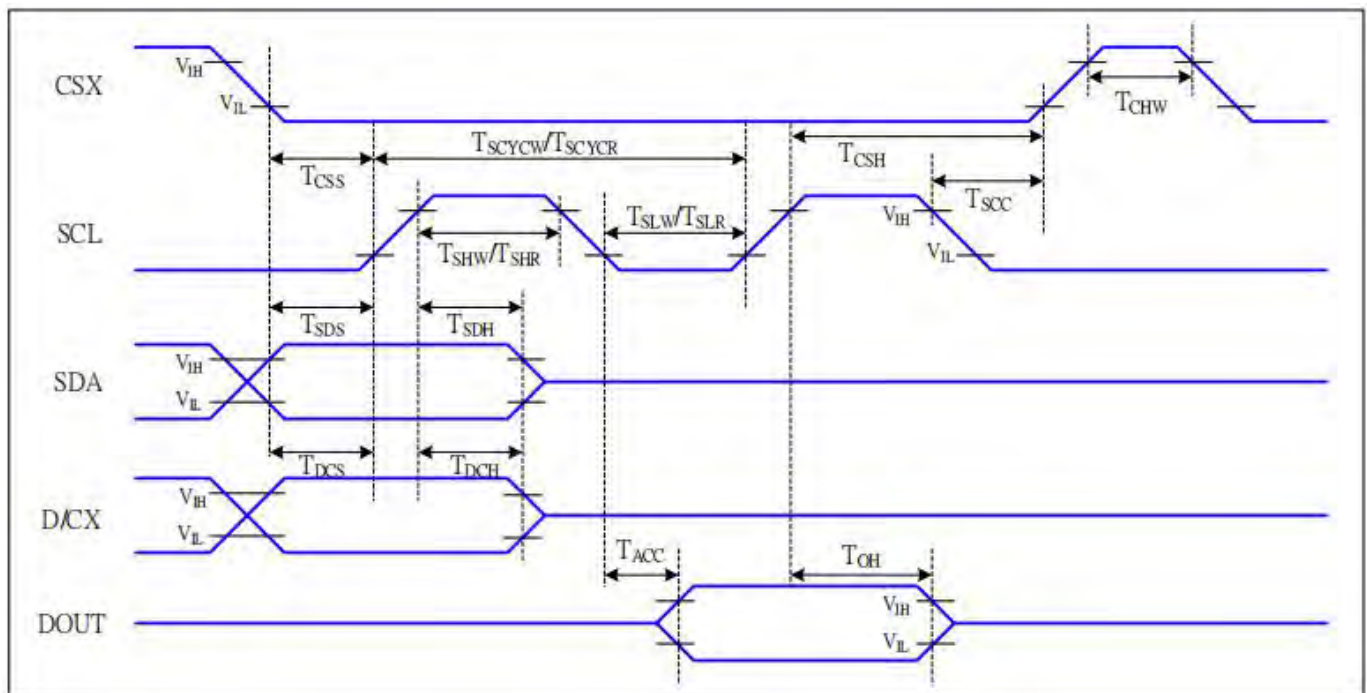 CSX
VIH
VIL
TCHW
TSCYCW/TSCYCR
TCSS
TCSH
TSCC
SCL
TSLW/TSLR
VIH
TSHW/TSHR
VIL
TSDS
TSDH
SDA
VIH
VIL
TDCS
TDCH
D/CX
VIH
VIL
TACC
TOH
DOUT
VIH
VIL